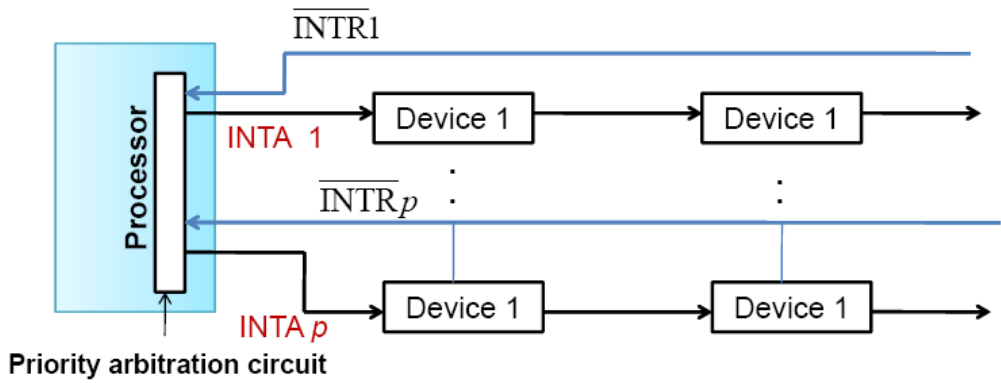 INTR1
Processor
INTA 1
Device 1
Device 1
INTRp
INTA p
Device 1
Device 1
Priority arbitration circuit